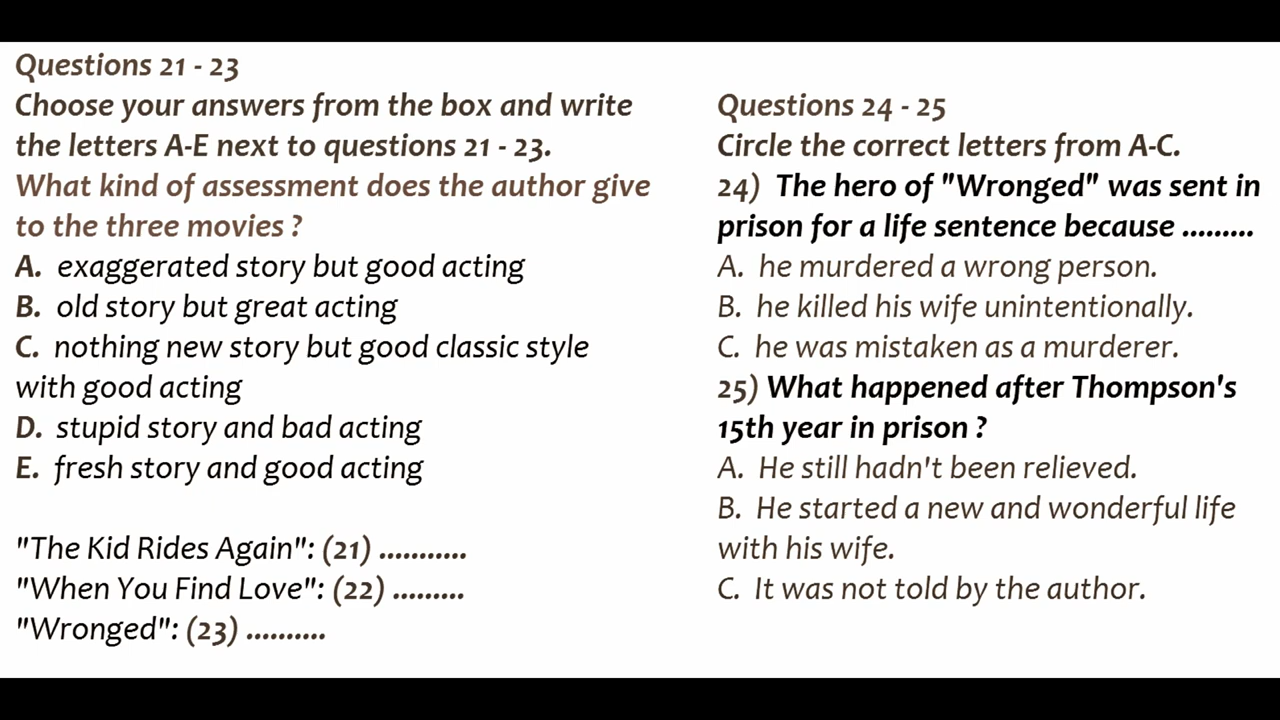 Questions 21 - 23
Choose your answers from the box and write
the letters A-E next to questions 21 - 23.
What kind of assessment does the author give
to the three movies ?
A. exaggerated story but good acting
B. old story but great acting
C. nothing new story but good classic style
with good acting
D. stupid story and bad acting
E. fresh story and good acting
"The Kid Rides Again": (21) ...........
"When You Find Love": (22) .........
"Wronged": (23) ..........
Questions 24 - 25
Circle the correct letters from A-C.
24) The hero of "Wronged" was sent in
prison for a life sentence because .........
A. he murdered a wrong person.
B. he killed his wife unintentionally.
C. he was mistaken as a murderer.
25) What happened after Thompson's
15th year in prison ?
A. He still hadn't been relieved.
B. He started a new and wonderful life
with his wife.
C. It was not told by the author.